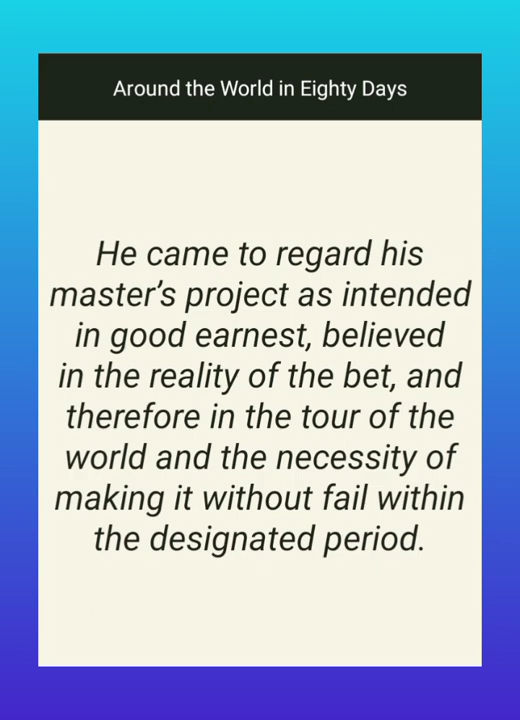 Around the World in Eighty Days
He came to regard his
master’s project as intended
in good earnest, believed
in the reality of the bet, and
therefore in the tour of the
world and the necessity of
making it without fail within
the designated period.